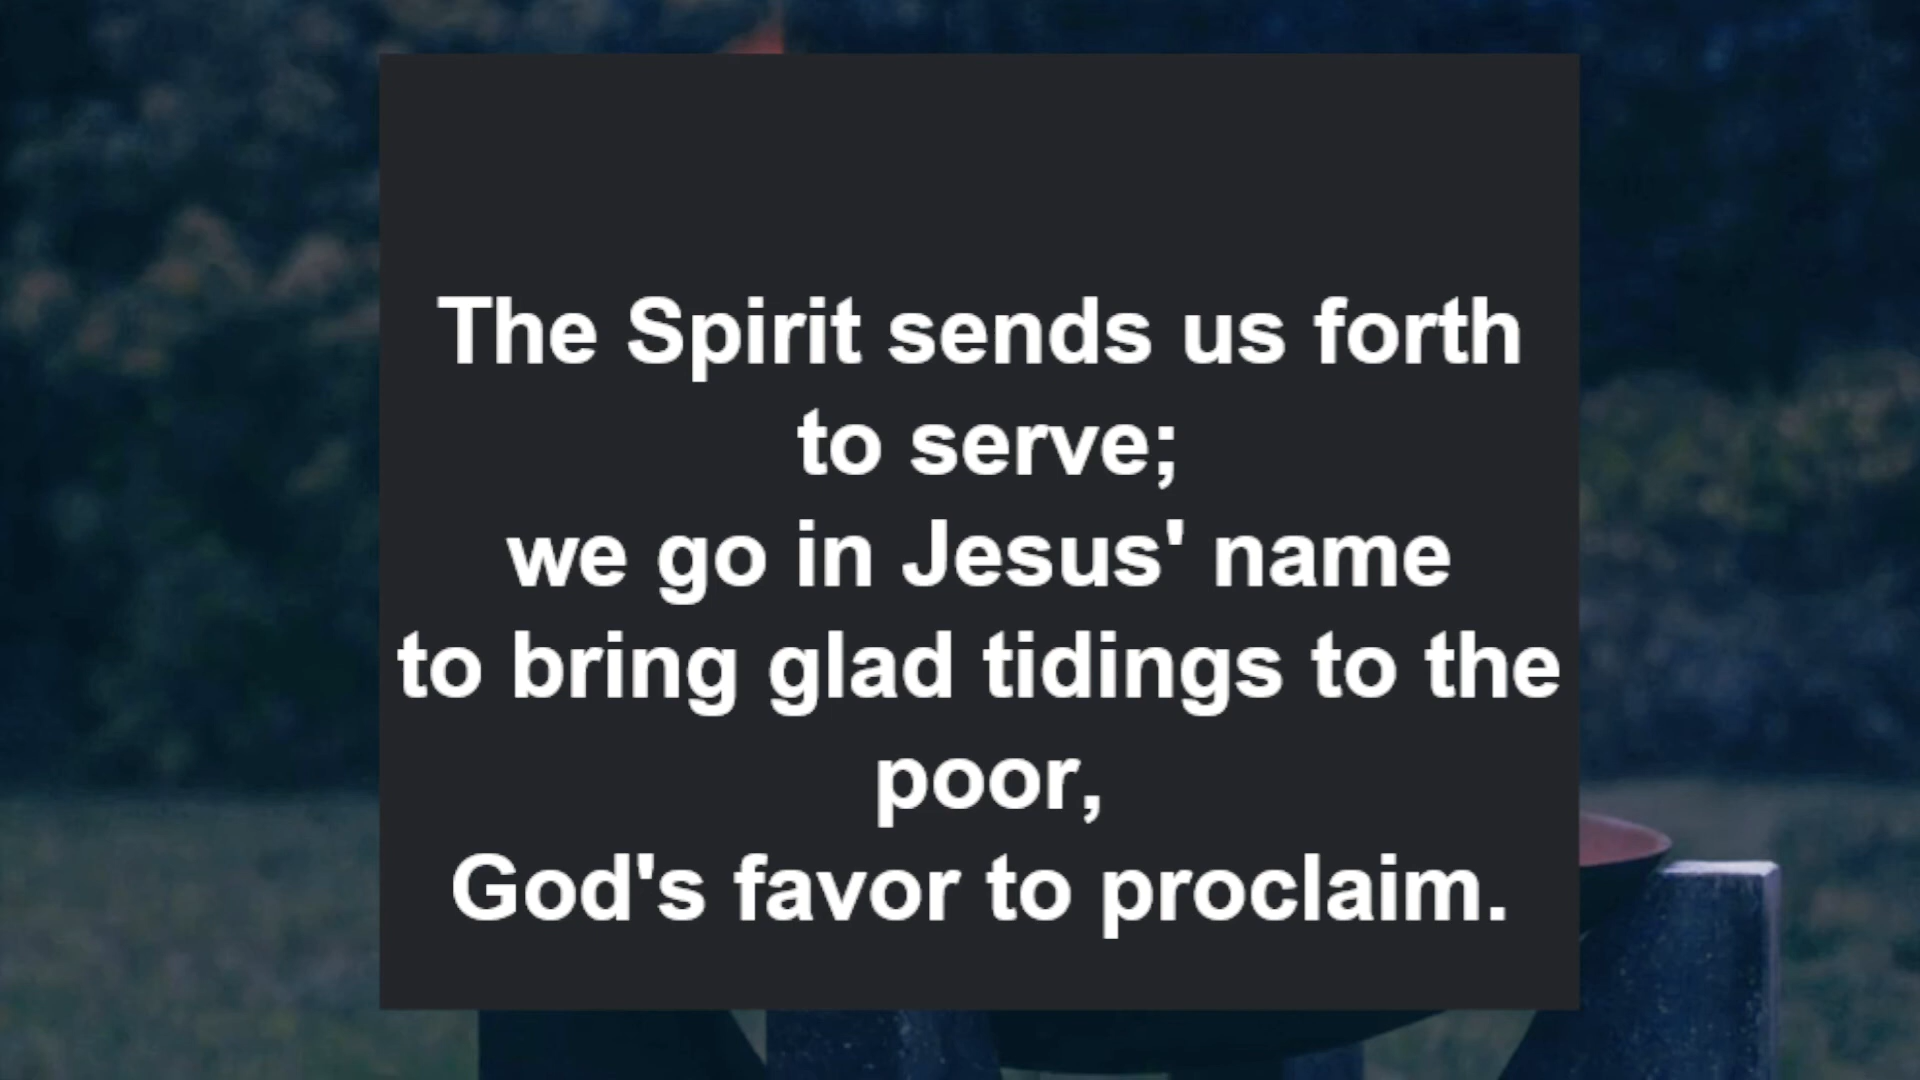 The Spirit sends us forth
to serve;
we go in Jesus' name
to bring glad tidings to the
poor,
God's favor to proclaim.